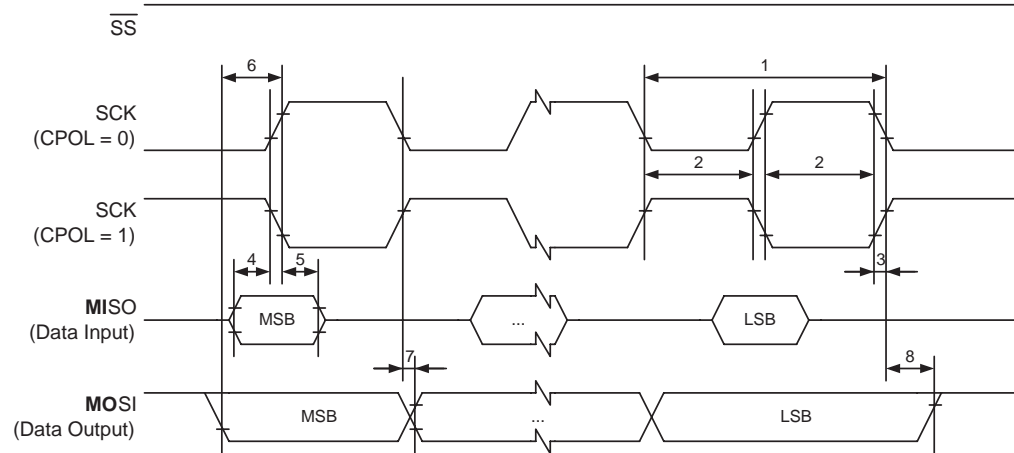 SS
6
1
SCK
(CPOL = 0)
2
2
SCK
(CPOL = 1)
4
5
3
MISO
(Data Input)
MSB
...
LSB
7
8
MOSI
(Data Output)
MSB
...
LSB